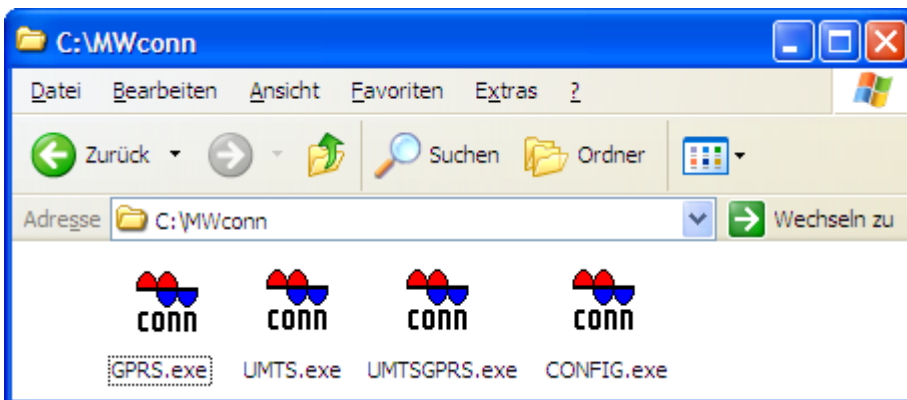 C:\MWconn
Datei Bearbeiten Ansicht Favoriten Extras ?
Zurück Suchen Ordner
Adresse C:\MWconn Wechseln zu
conn conn conn conn
GPRS.exe UMTS.exe UMTSGPRS.exe CONFIG.exe